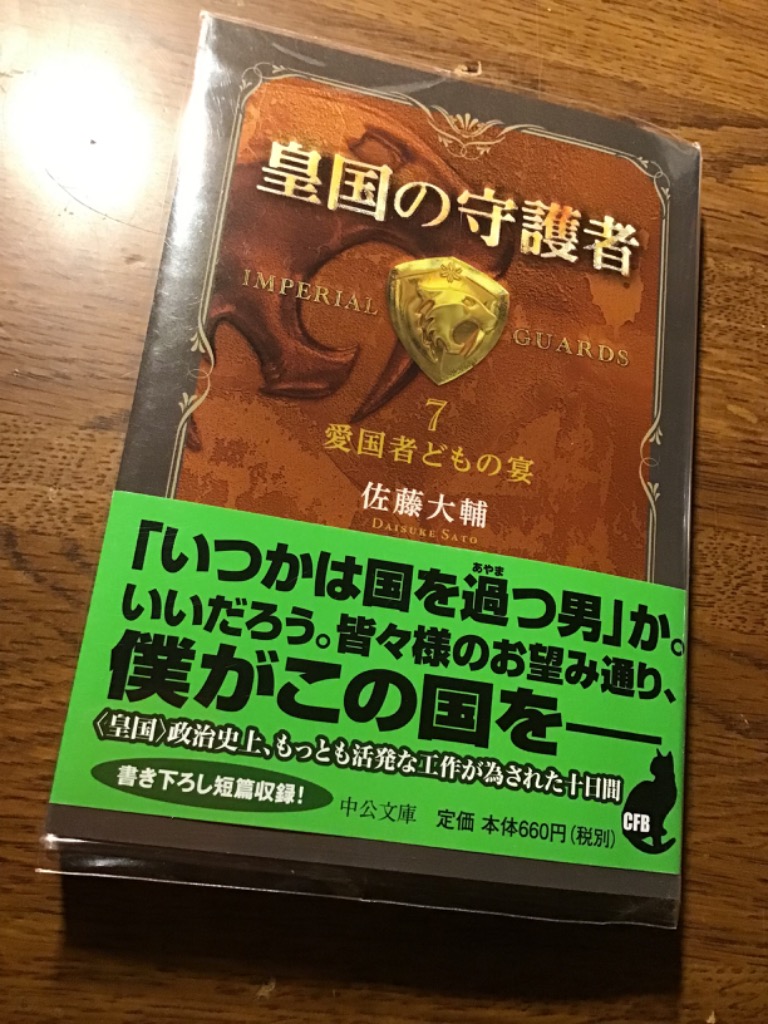 皇国の守護者
IMPERIAL GUARDS
7
愛国者どもの宴
佐藤大輔
DAISUKE SATO
「いつかは国を過つ男」か。
あやま
いいだろう。皆々様のお望み通り、
僕がこの国を──
〈皇国〉政治史上、もっとも活発な工作が為された十日間
書き下ろし短篇収録!
中公文庫 定価 本体660円(税別)
CFB